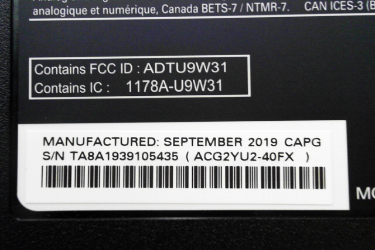 analogique et numérique, Canada BETS-7 / NTMR-7. CAN ICES-3 (B
Contains FCC ID : ADTU9W31
Contains IC : 1178A-U9W31
MANUFACTURED: SEPTEMBER 2019 CAPG
S/N TA8A1939105435 ( ACG2YU2-40FX )
MO